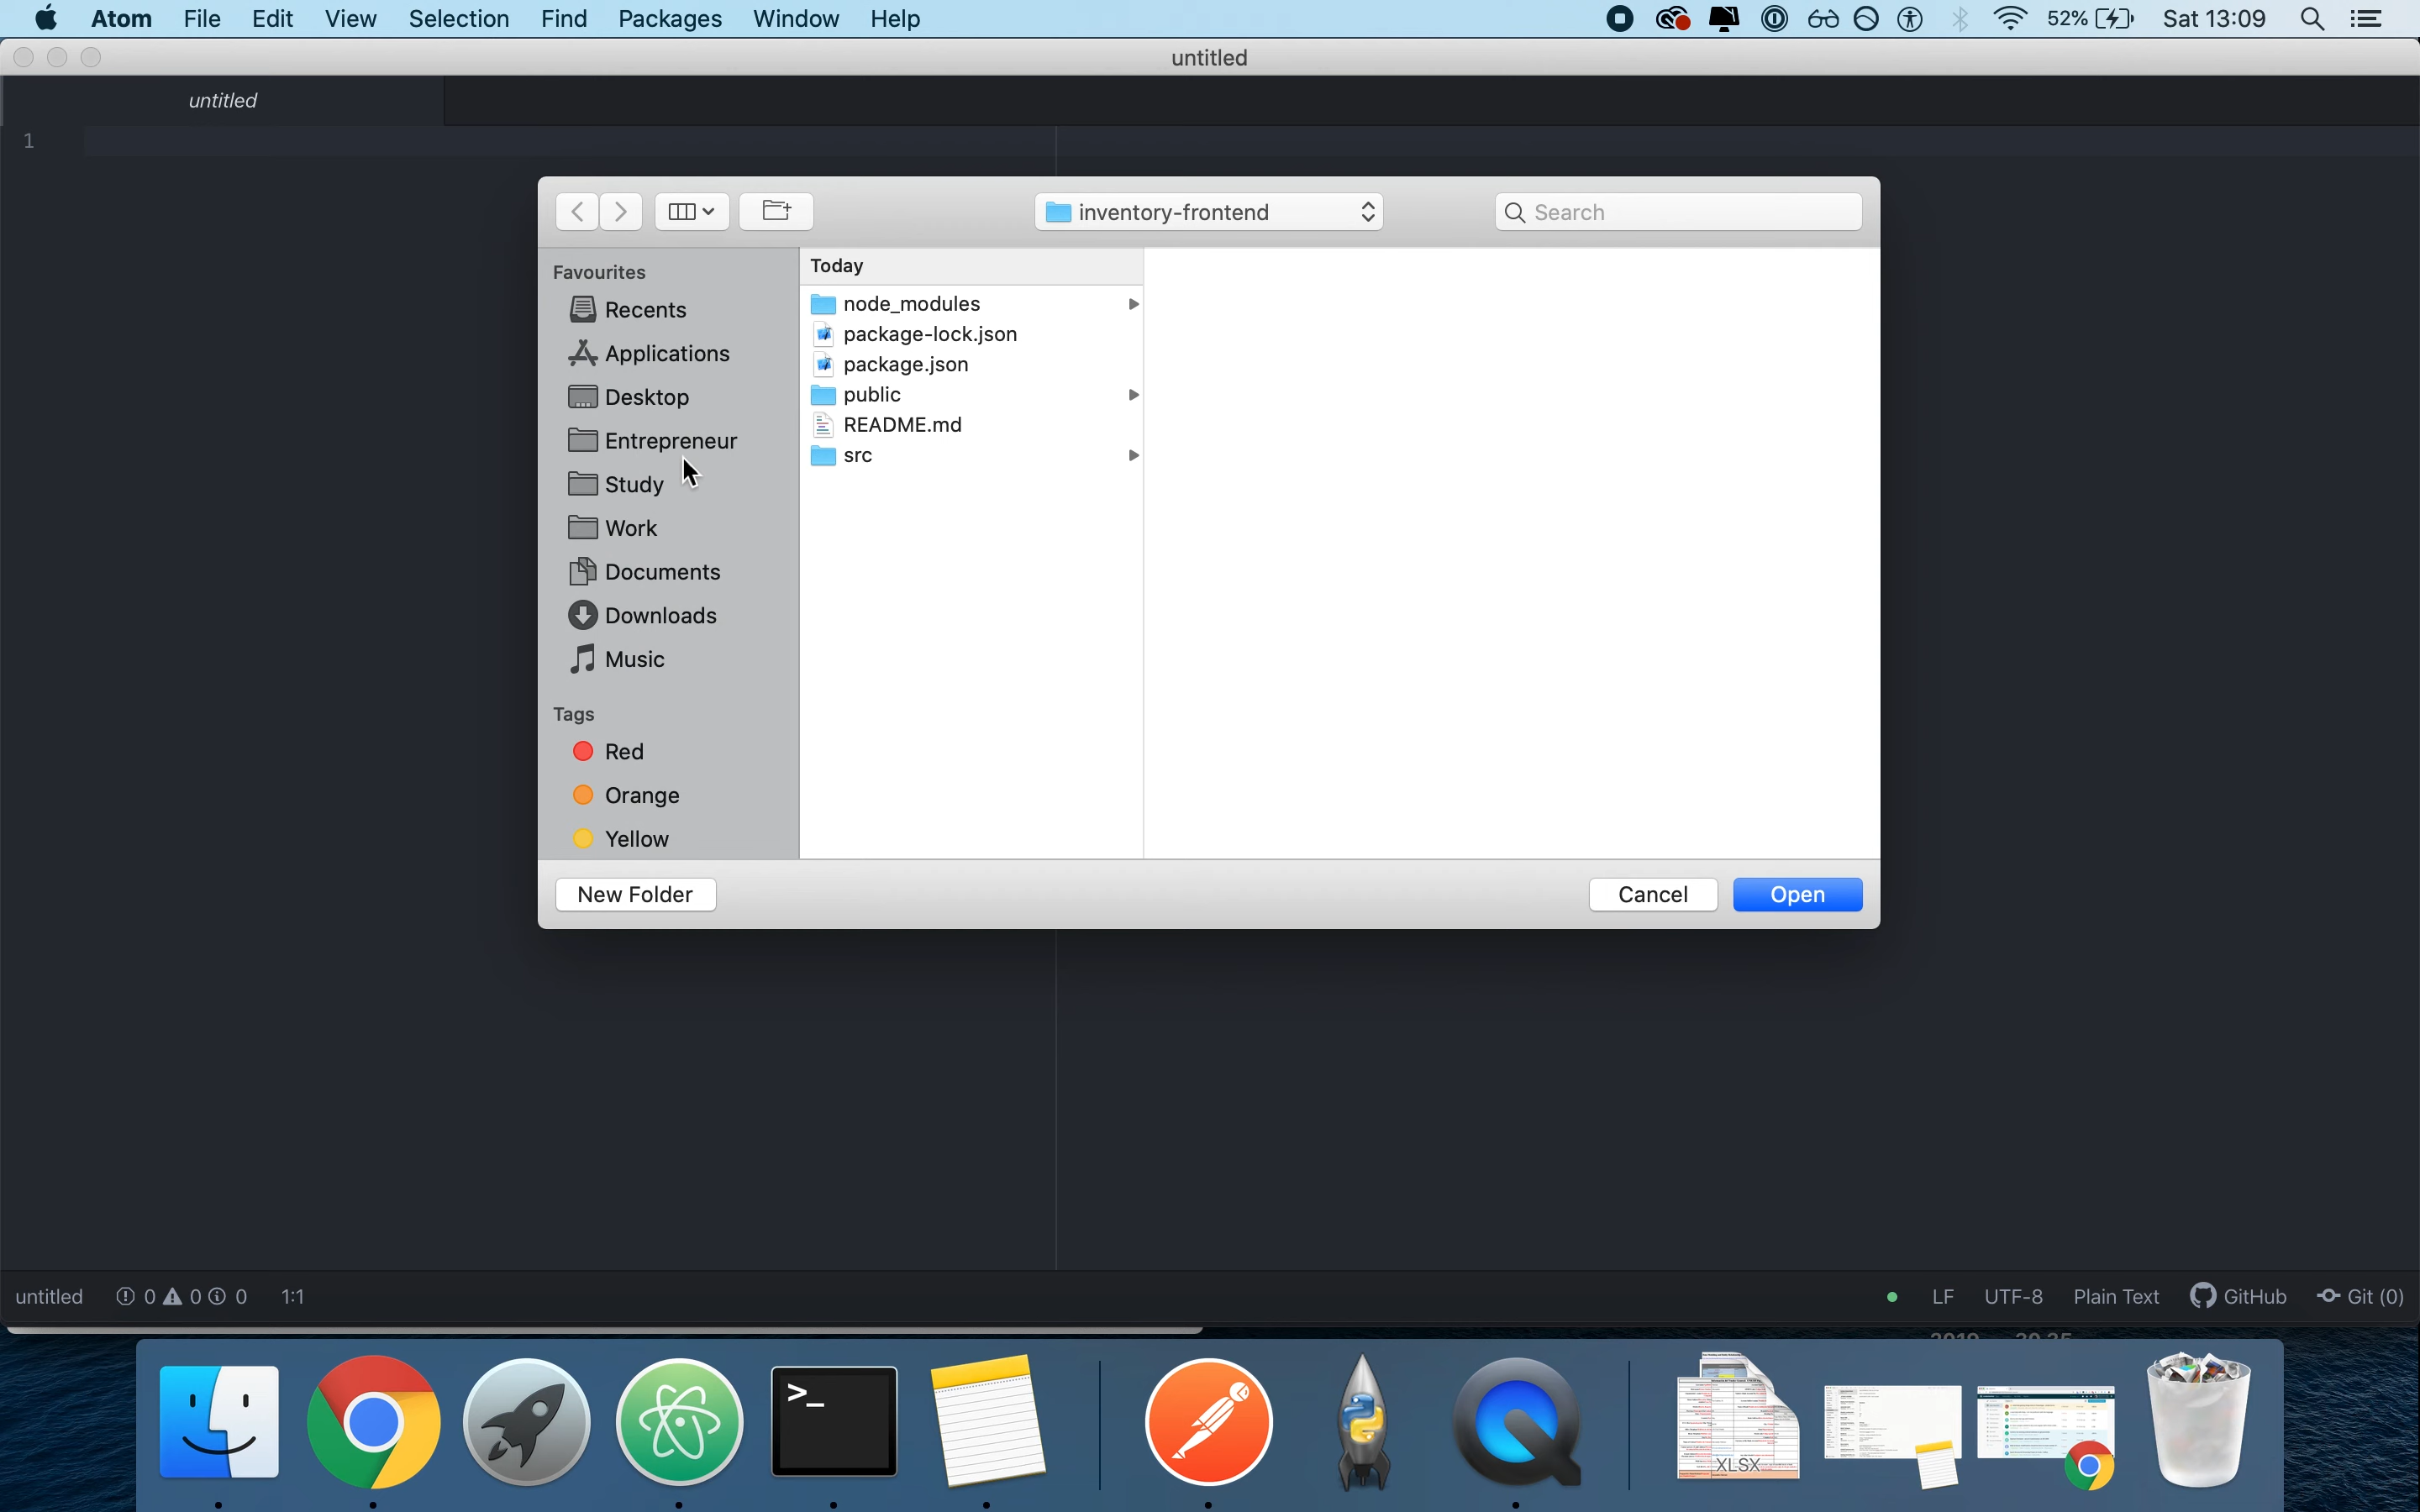 Atom File Edit View Selection Find Packages Window Help 52% Sat 13:09
untitled
untitled
1
inventory-frontend Search
Favourites
Recents
Applications
Desktop
Entrepreneur
Study
Work
Documents
Downloads
Music
Tags
Red
Orange
Yellow
Today
node_modules
package-lock.json
package.json
public
README.md
src
New Folder Cancel Open
untitled 0 0 0 1:1 LF UTF-8 Plain Text GitHub Git (0)
>_
XLSX